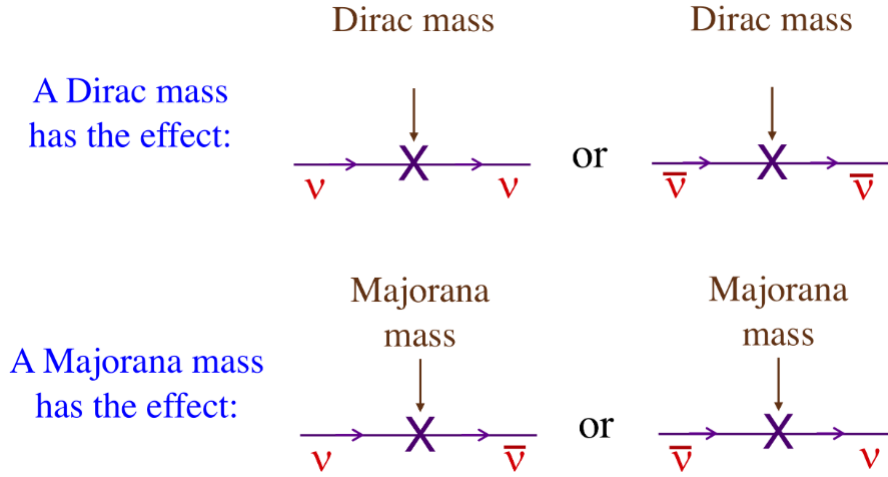 Dirac mass
Dirac mass
A Dirac mass
has the effect:
X
or
X
ν
ν
ν̅
ν̅
Majorana
mass
Majorana
mass
A Majorana mass
has the effect:
X
or
X
ν
ν̅
ν̅
ν